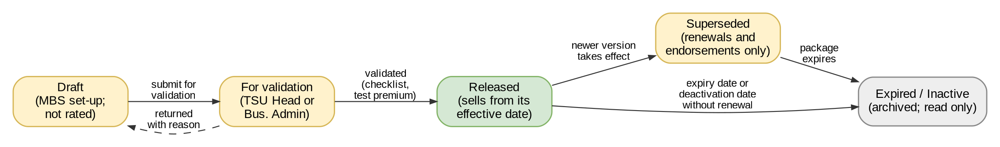 Draft
(MBS set-up;
not rated)
submit for
validation
returned
with reason
For validation
(TSU Head or
Bus. Admin)
validated
(checklist,
test premium)
Released
(sells from its
effective date)
newer version
takes effect
Superseded
(renewals and
endorsements only)
package
expires
expiry date or
deactivation date
without renewal
Expired / Inactive
(archived; read only)